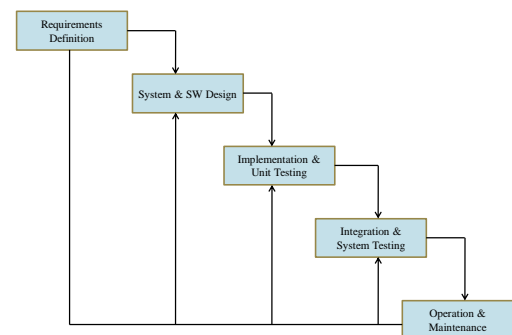 Requirements
Definition
System & SW Design
Implementation &
Unit Testing
Integration &
System Testing
Operation &
Maintenance